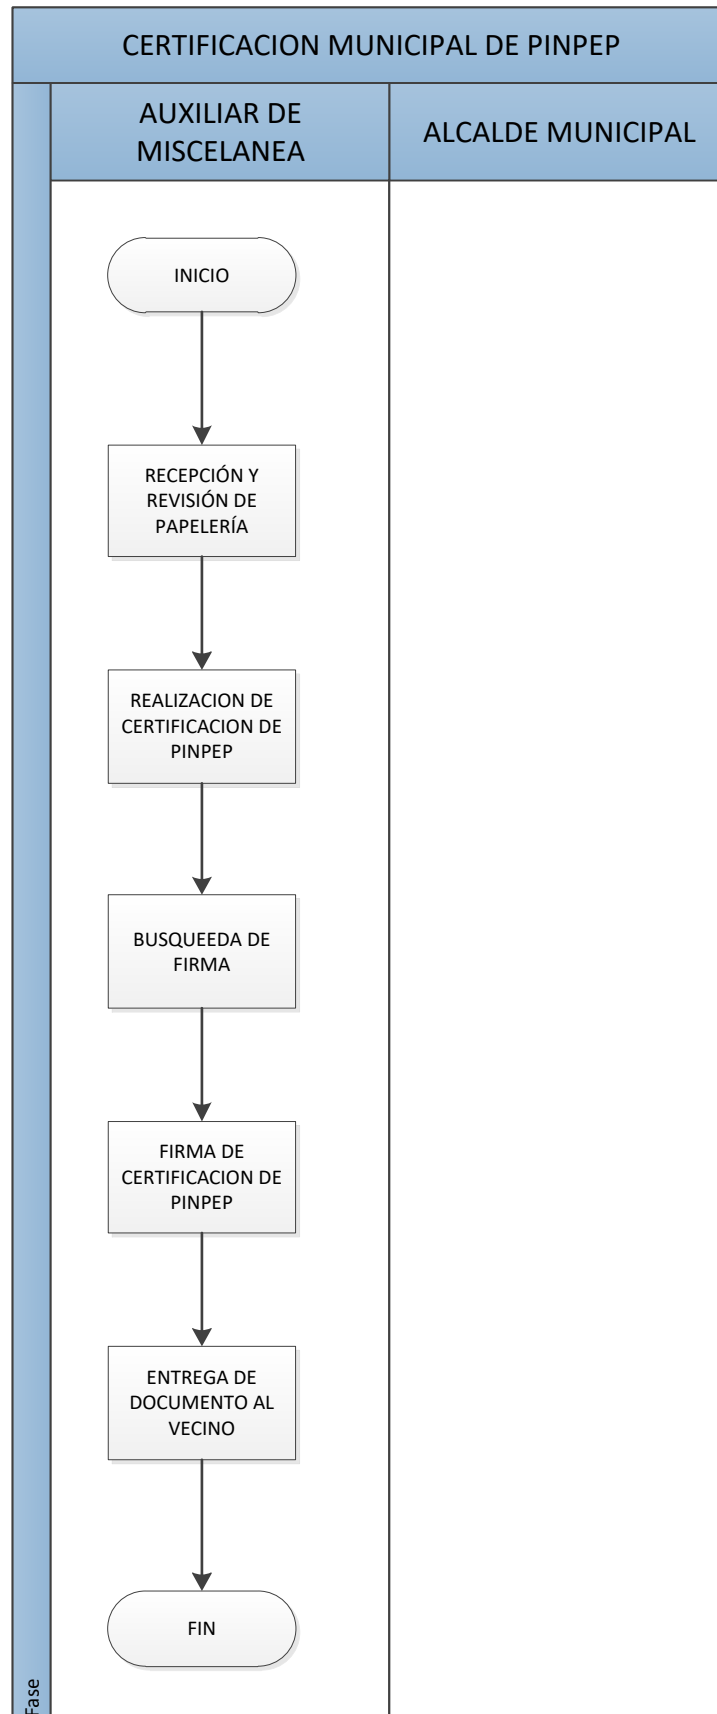 CERTIFICACION MUNICIPAL DE PINPEP
AUXILIAR DE
MISCELANEA
ALCALDE MUNICIPAL
INICIO
RECEPCIÓN Y
REVISIÓN DE
PAPELERÍA
REALIZACION DE
CERTIFICACION DE
PINPEP
BUSQUEEDA DE
FIRMA
FIRMA DE
CERTIFICACION DE
PINPEP
ENTREGA DE
DOCUMENTO AL
VECINO
FIN
Fase